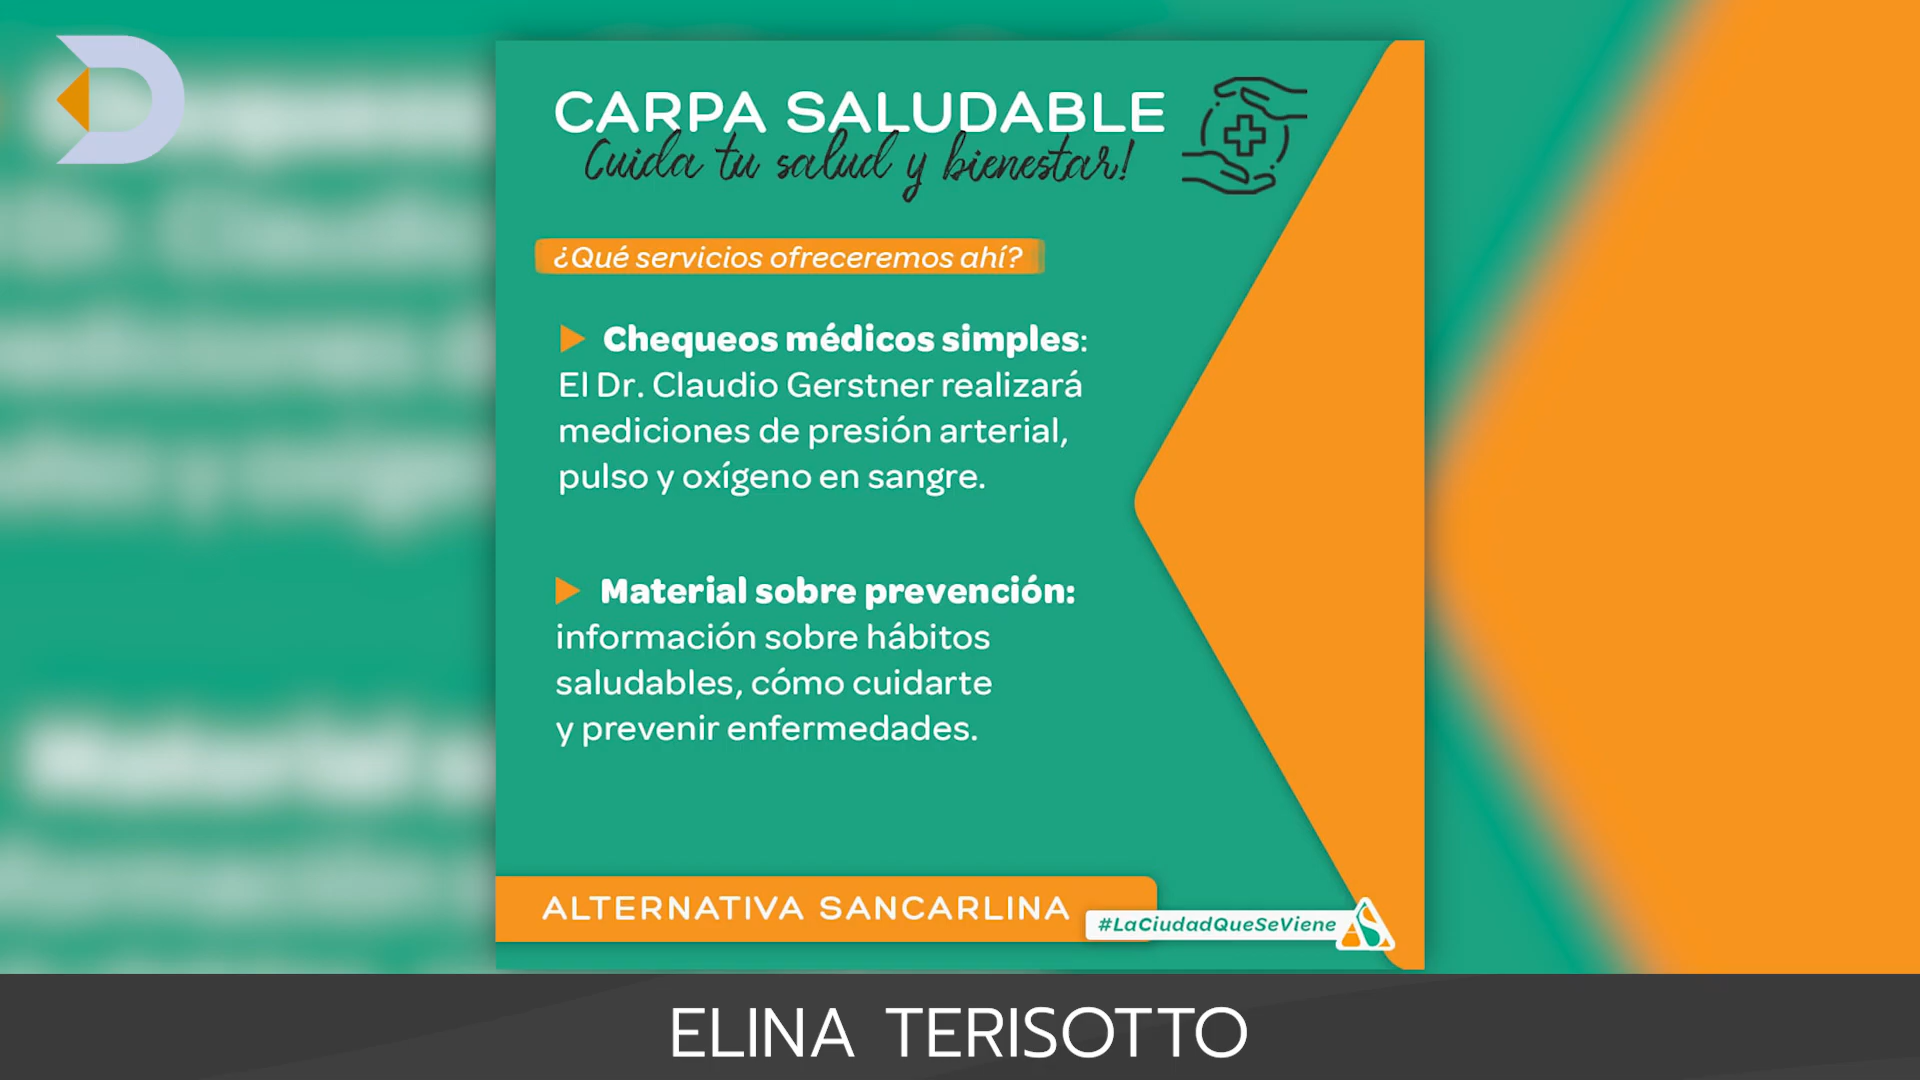 CARPA SALUDABLE
Cuida tu salud y bienestar!
¿Qué servicios ofreceremos ahí?
Chequeos médicos simples:
El Dr. Claudio Gerstner realizará
mediciones de presión arterial,
pulso y oxígeno en sangre.
Material sobre prevención:
información sobre hábitos
saludables, cómo cuidarte
y prevenir enfermedades.
ALTERNATIVA SANCARLINA
#LaCiudadQueSeViene
AS
ELINA TERISOTTO